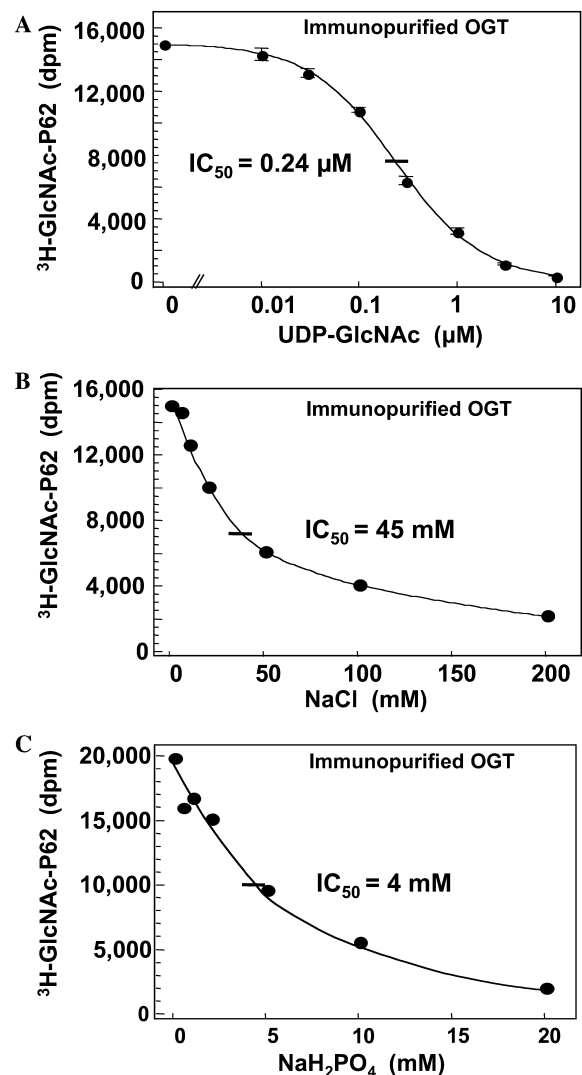 A
Immunopurified OGT
³H-GlcNAc-P62 (dpm)
16,000
12,000
8,000
4,000
0
IC₅₀ = 0.24 µM
0
0.01
0.1
1
10
UDP-GlcNAc (µM)
B
Immunopurified OGT
³H-GlcNAc-P62 (dpm)
16,000
12,000
8,000
4,000
0
IC₅₀ = 45 mM
0
50
100
150
200
NaCl (mM)
C
Immunopurified OGT
³H-GlcNAc-P62 (dpm)
20,000
15,000
10,000
5,000
0
IC₅₀ = 4 mM
0
5
10
15
20
NaH₂PO₄ (mM)